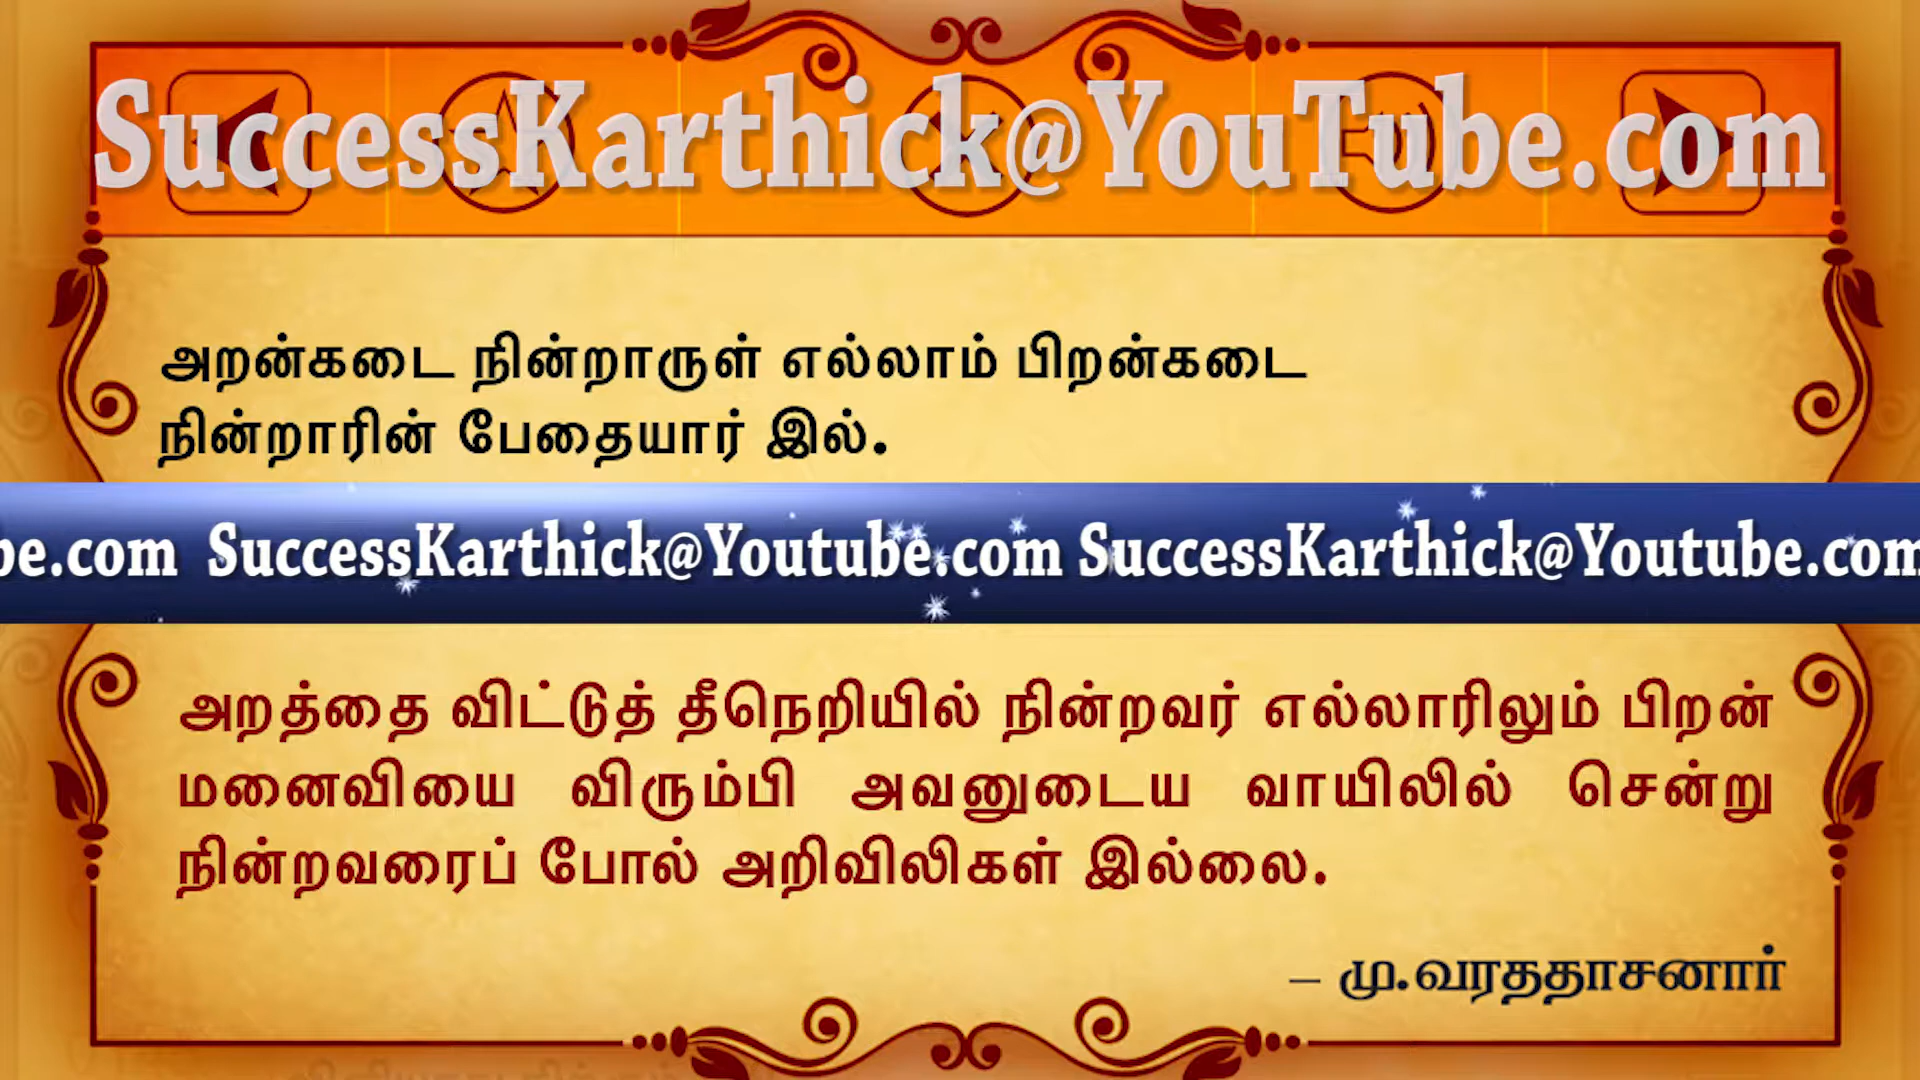 SuccessKarthick@YouTube.com
அறன்கடை நின்றாருள் எல்லாம் பிறன்கடை
நின்றாரின் பேதையார் இல்.
be.com SuccessKarthick@Youtube.com SuccessKarthick@Youtube.com
அறத்தை விட்டுத் தீநெறியில் நின்றவர் எல்லாரிலும் பிறன்
மனைவியை விரும்பி அவனுடைய வாயிலில் சென்று
நின்றவரைப் போல் அறிவிலிகள் இல்லை.
– மு.வரததாசனார்